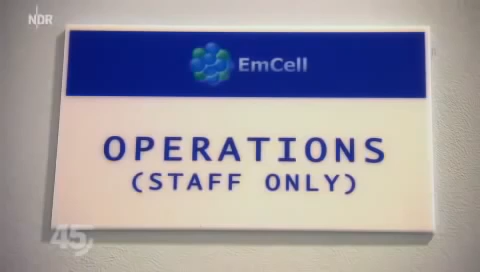 NDR
EmCell
OPERATIONS
(STAFF ONLY)
45